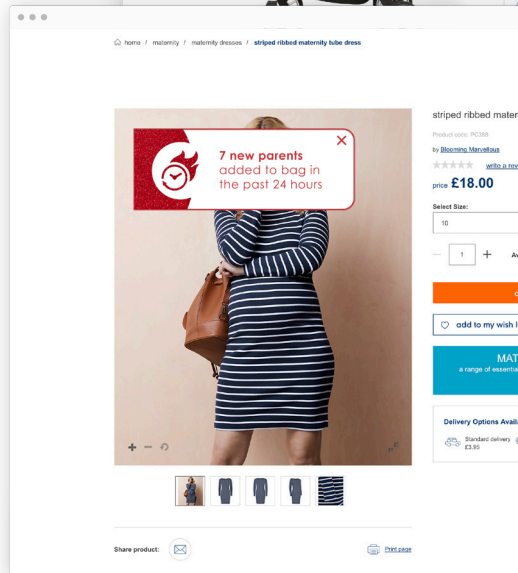 home / maternity / maternity dresses / striped ribbed maternity tube dress
7 new parents
added to bag in
the past 24 hours
striped ribbed mater
Product code: PC388
by Blooming Marvellous
write a rev
price £18.00
Select Size:
10
1
add to my wish l
MAT
a range of essentia
Delivery Options Avail
Standard delivery
£3.95
Share product:
Print page